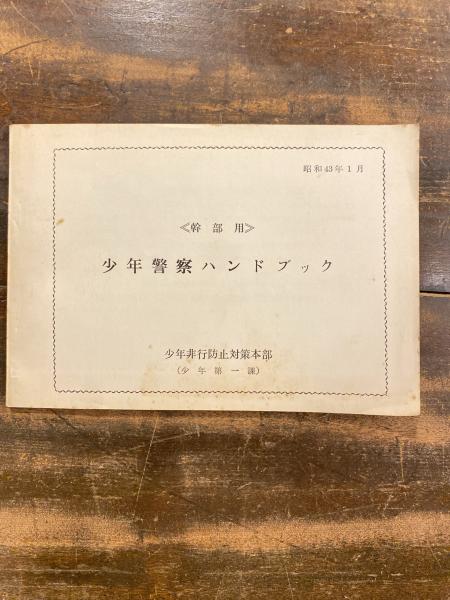 昭和43年1月
≪幹部用≫
少年警察ハンドブック
少年非行防止対策本部
(少年第一課)